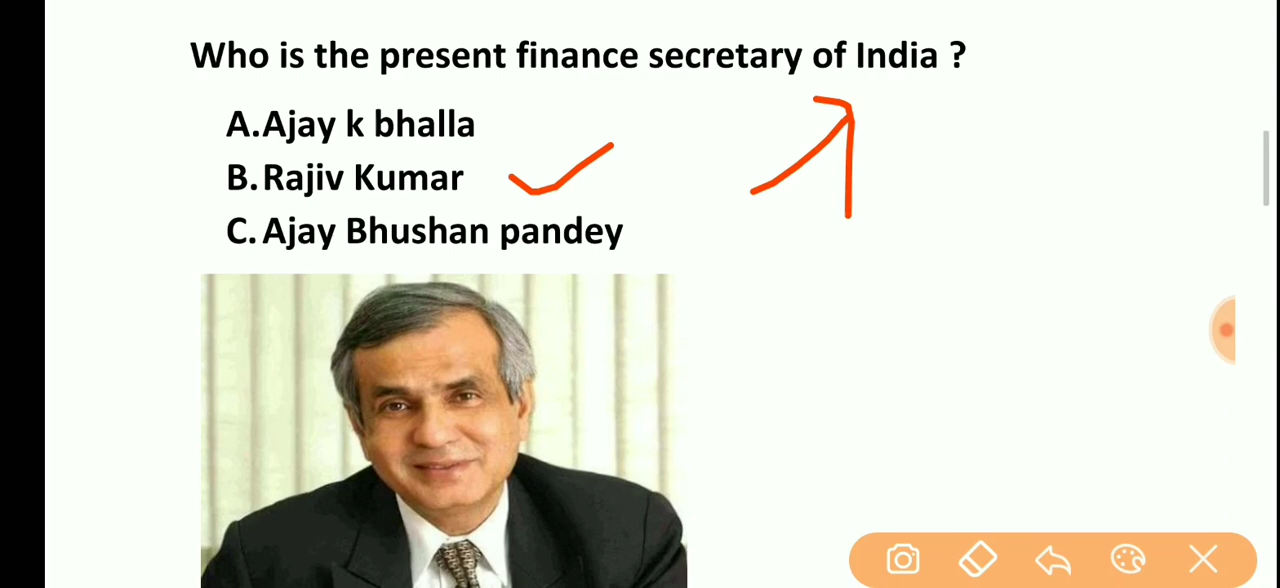 Who is the present finance secretary of India ?
A.Ajay k bhalla
B.Rajiv Kumar
C.Ajay Bhushan pandey